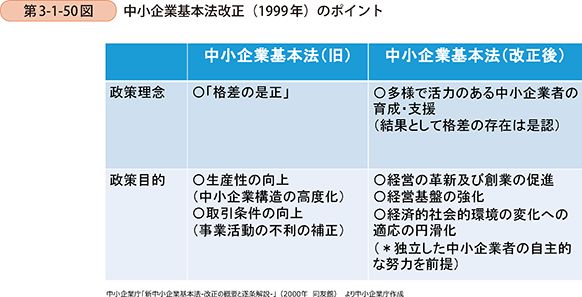 第3-1-50図 中小企業基本法改正（1999年）のポイント
中小企業基本法（旧） 中小企業基本法（改正後）
政策理念
○「格差の是正」
○多様で活力のある中小企業者の
育成・支援
（結果として格差の存在は是認）
政策目的
○生産性の向上
（中小企業構造の高度化）
○取引条件の向上
（事業活動の不利の補正）
○経営の革新及び創業の促進
○経営基盤の強化
○経済的社会的環境の変化への
適応の円滑化
（＊独立した中小企業者の自主的
な努力を前提）
中小企業庁「新中小企業基本法-改正の概要と逐条解説-」（2000年 同友館） より中小企業庁作成